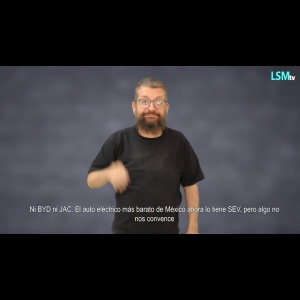 LSMtv
Ni BYD ni JAC. El auto eléctrico más barato de México ahora lo tiene SEV, pero algo no
nos convence